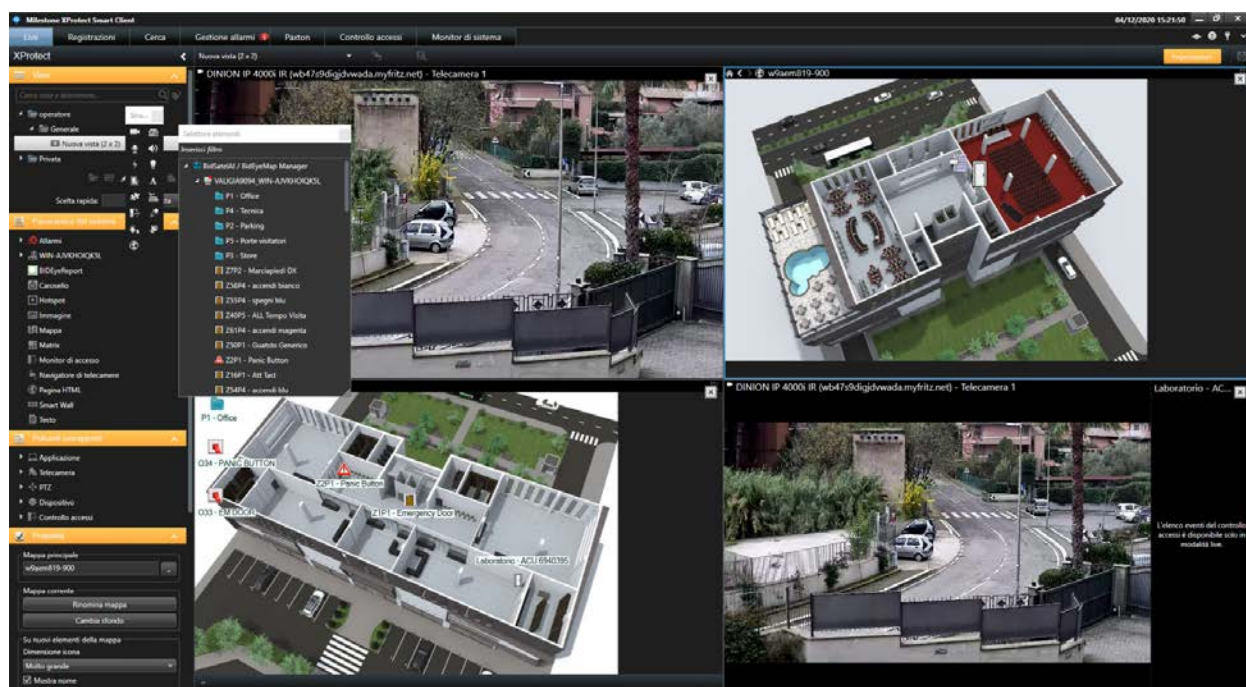 Milestone XProtect Smart Client
04/12/2020 15:21:50
Live
Registrazioni
Cerca
Gestione allarmi
Paxton
Controllo accessi
Monitor di sistema
XProtect
Nuova vista (2 x 2)
View
operatore
Generale
Nuova vista (2 x 2)
Privata
Scelta rapida:
Panoramica del sistema
Allarmi
WIN-AJVKHOIQKSL
BIDEyeReport
Carosello
Hotspot
Immagine
Mappa
Matrix
Monitor di accesso
Navigatore di telecamere
Pagina HTML
Smart Wall
Testo
Pulsanti sovrapposti
Applicazione
Telecamera
PTZ
Dispositivo
Controllo accessi
Proprietà
Mappa principale
w9aem819-900
Mappa corrente
Rinomina mappa
Cambia sfondo
Su nuovi elementi della mappa
Dimensione icona
Molto grande
Mostra nome
Selettore elementi
Inserisci filtro
BidSatelAI / BidEyeMap Manager
VALIGIA9094_WIN-AJVKHOIQKSL
P1 - Office
P4 - Tecnica
P2 - Parking
P5 - Porte visitatori
P3 - Store
Z7P2 - Marciapiedi DX
Z56P4 - accendi bianco
Z55P4 - spegni blu
Z40P5 - ALL Tempo Visita
Z61P4 - accendi magenta
Z50P1 - Guasto Generico
Z2P1 - Panic Button
Z16P1 - Att Tact
Z54P4 - accendi blu
DINION IP 4000i IR (wb47s9digjdvwada.myfritz.net) - Telecamera 1
w9aem819-900
P1 - Office
O34 - PANIC BUTTON
Z2P1 - Panic Button
O33 - EM DOOR
Z1P1 - Emergency Door
Laboratorio - ACU 6940395
DINION IP 4000i IR (wb47s9digjdvwada.myfritz.net) - Telecamera 1
Laboratorio - AC...
L'elenco eventi del controllo
accessi è disponibile solo in
modalità live.